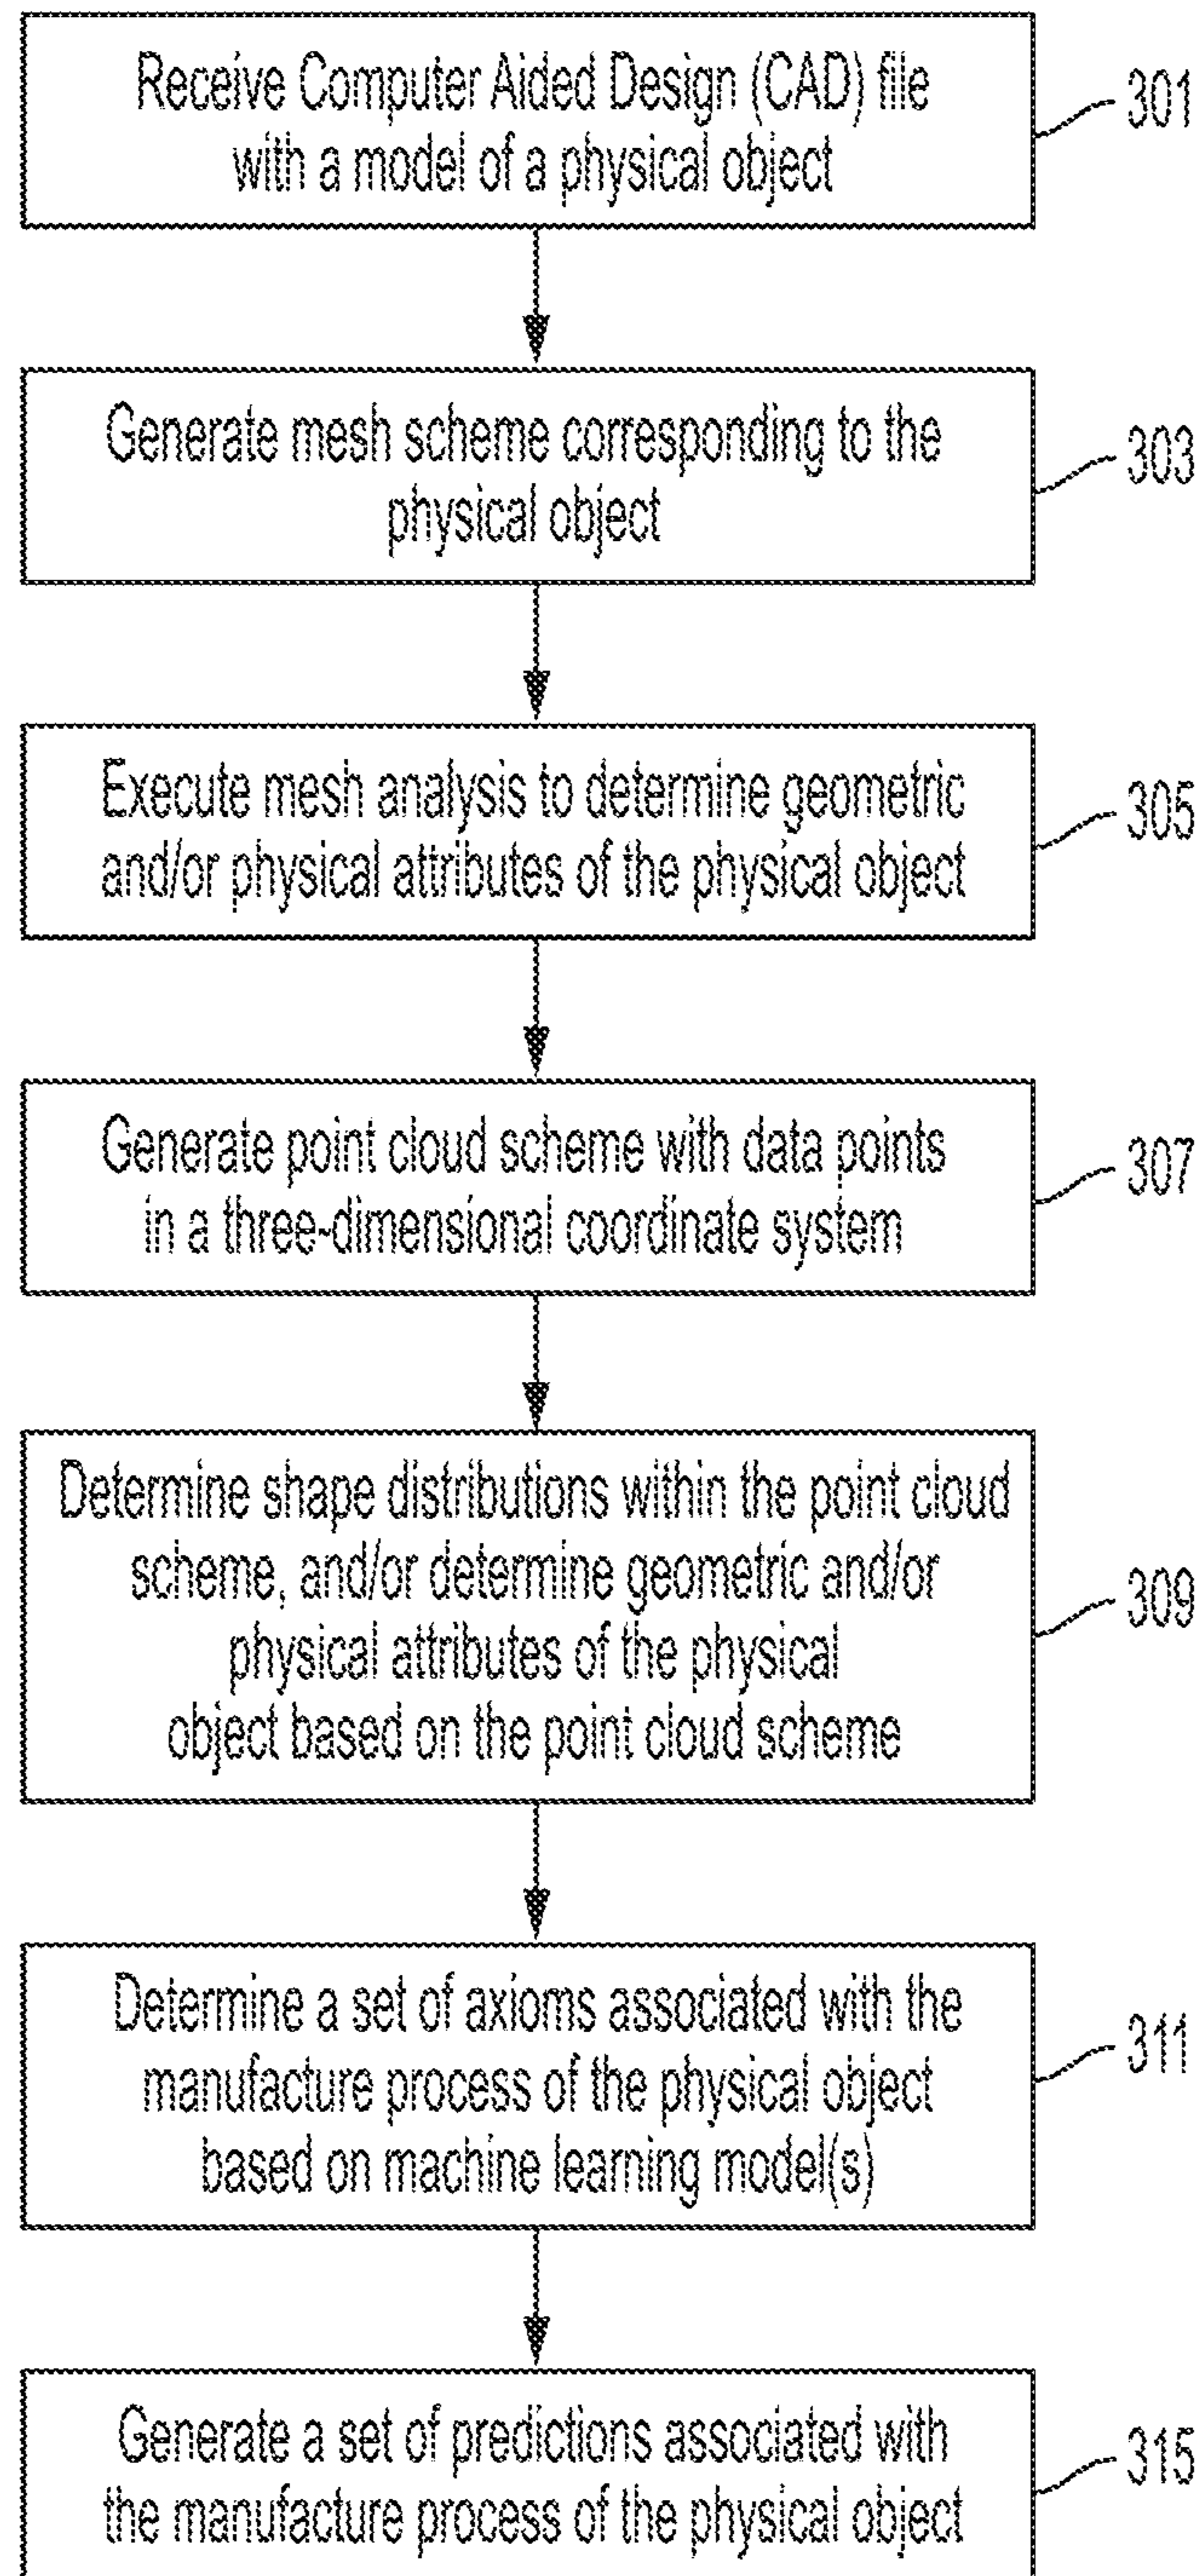 Receive Computer Aided Design (CAD) file
with a model of a physical object
301
Generate mesh scheme corresponding to the
physical object
303
Execute mesh analysis to determine geometric
and/or physical attributes of the physical object
305
Generate point cloud scheme with data points
in a three-dimensional coordinate system
307
Determine shape distributions within the point cloud
scheme, and/or determine geometric and/or
physical attributes of the physical
object based on the point cloud scheme
309
Determine a set of axioms associated with the
manufacture process of the physical object
based on machine learning model(s)
311
Generate a set of predictions associated with
the manufacture process of the physical object
315